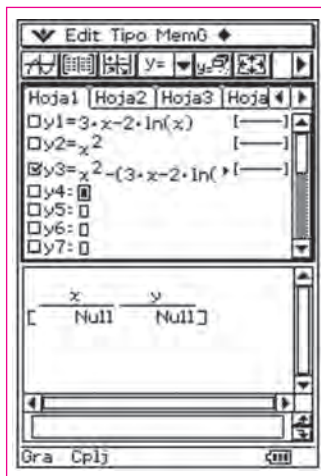 Edit Tipo MemG ◆
y=
Hoja1 Hoja2 Hoja3 Hoja
y1=3·x-2·ln(x) [—]
y2=x² [—]
y3=x²-(3·x-2·ln( [—]
y4:
y5:
y6:
y7:
x y
[ Null Null]
Gra Cplj